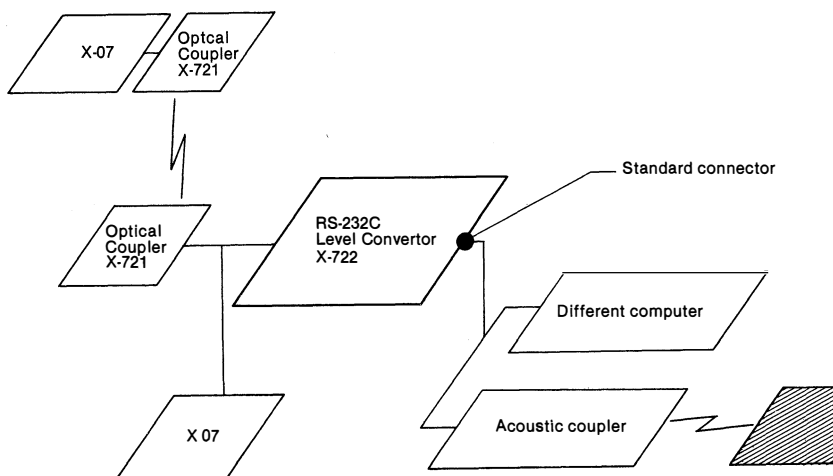 X-07
Optcal
Coupler
X-721
Standard connector
Optical
Coupler
X-721
RS-232C
Level Convertor
X-722
Different computer
X 07
Acoustic coupler